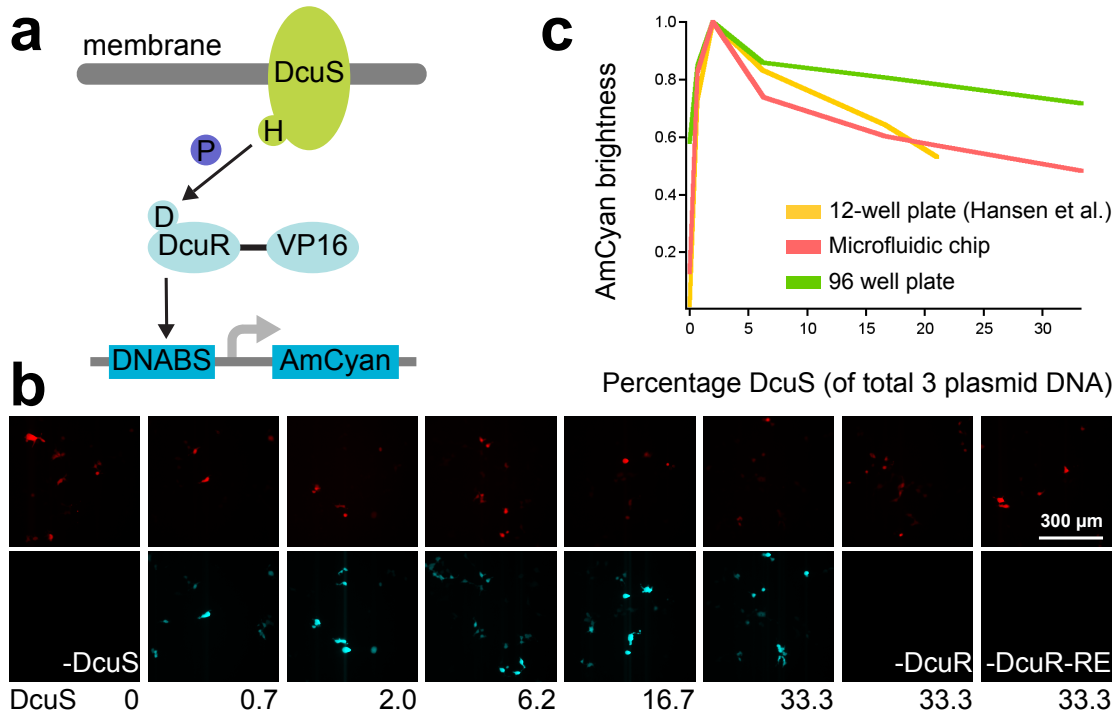 a
membrane
DcuS
H
P
D
DcuR
VP16
DNABS
AmCyan
c
AmCyan brightness
1.0
0.8
0.6
0.4
0.2
12-well plate (Hansen et al.)
Microfluidic chip
96 well plate
0 5 10 15 20 25 30
Percentage DcuS (of total 3 plasmid DNA)
b
300 µm
-DcuS
-DcuR
-DcuR-RE
DcuS 0 0.7 2.0 6.2 16.7 33.3 33.3 33.3